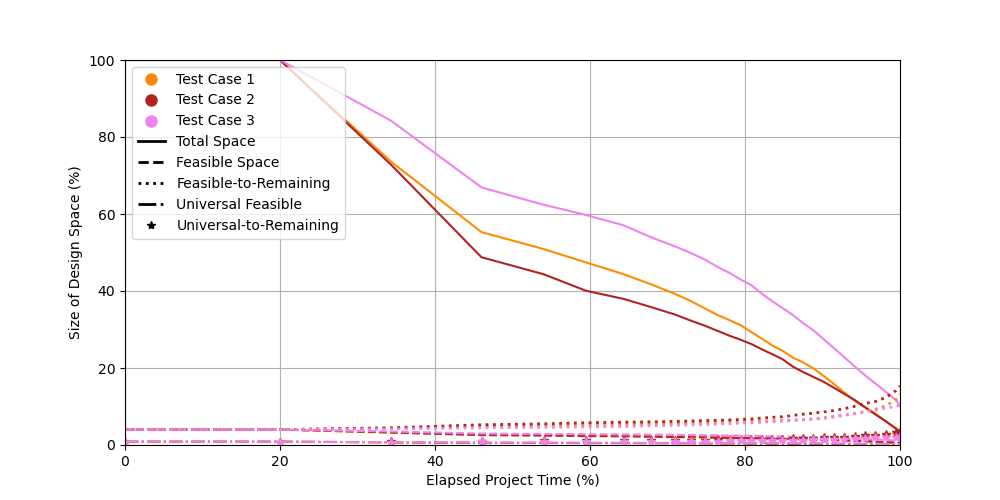 100
80
60
40
20
0
Size of Design Space (%)
Test Case 1
Test Case 2
Test Case 3
Total Space
Feasible Space
Feasible-to-Remaining
Universal Feasible
Universal-to-Remaining
0 20 40 60 80 100
Elapsed Project Time (%)